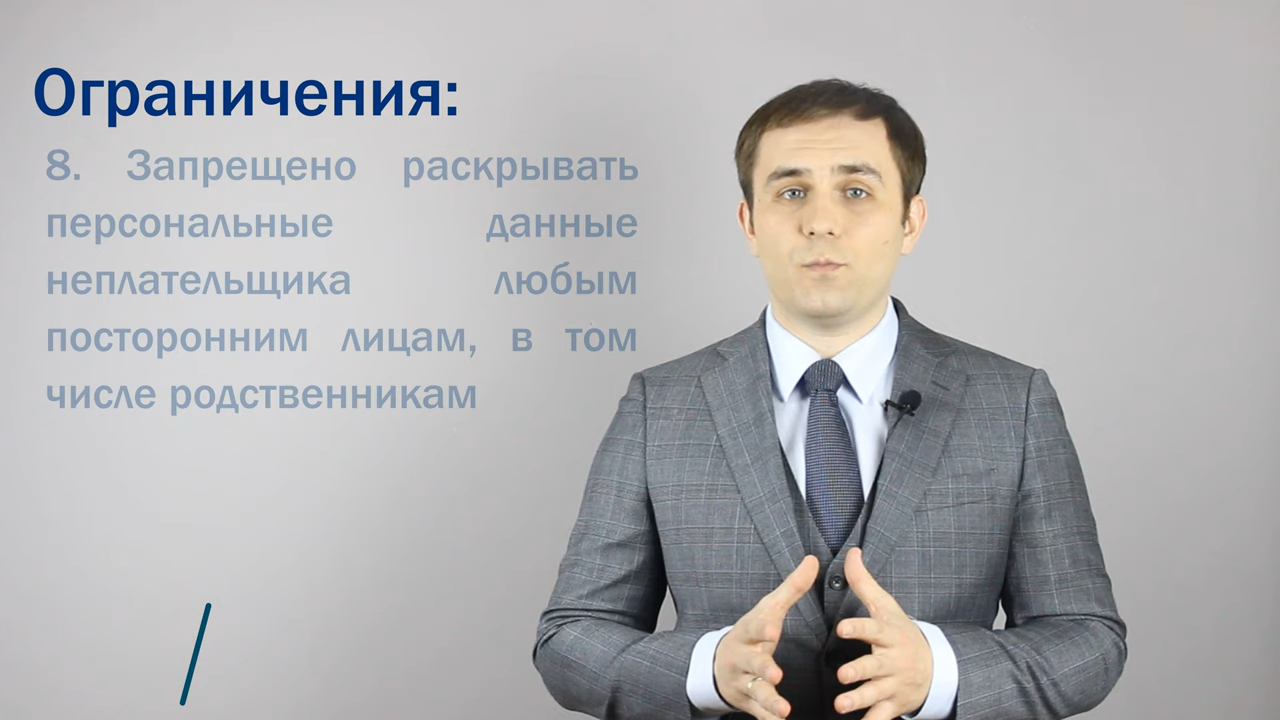 Ограничения:
8. Запрещено раскрывать
персональные данные
неплательщика любым
посторонним лицам, в том
числе родственникам